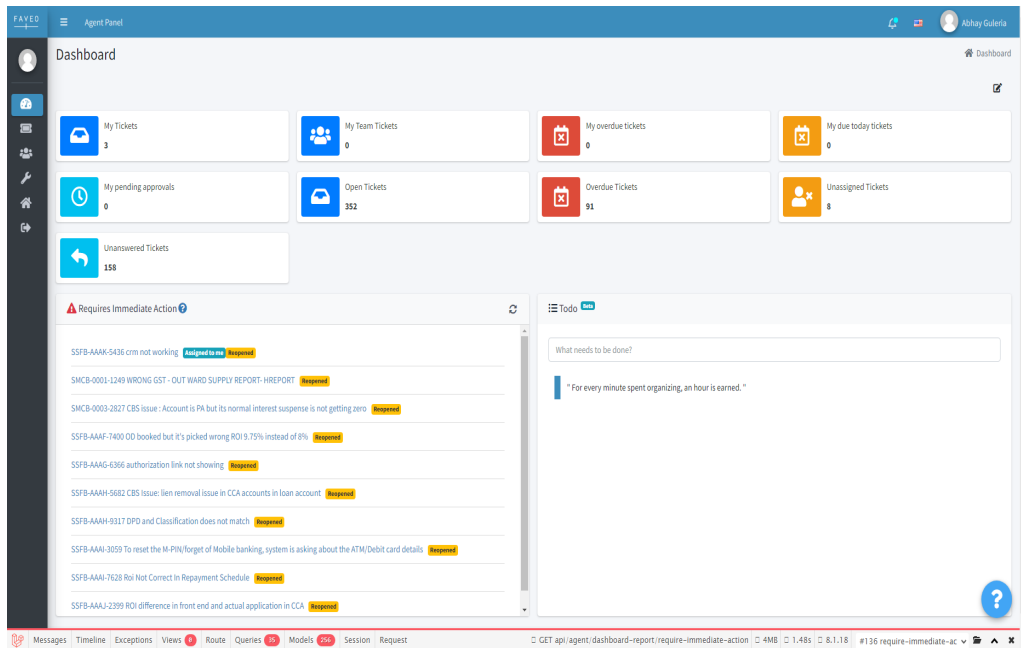 FAVEO
Agent Panel
Abhay Guleria
Dashboard
Dashboard
My Tickets
3
My Team Tickets
0
My overdue tickets
0
My due today tickets
0
My pending approvals
0
Open Tickets
352
Overdue Tickets
91
Unassigned Tickets
8
Unanswered Tickets
158
Requires Immediate Action ?
SSFB-AAAK-5436 crm not working Assigned to me Reopened
SMCB-0001-1249 WRONG GST - OUT WARD SUPPLY REPORT- HREPORT Reopened
SMCB-0003-2827 CBS issue : Account is PA but its normal interest suspense is not getting zero Reopened
SSFB-AAAF-7400 OD booked but it's picked wrong ROI 9.75% instead of 8% Reopened
SSFB-AAAG-6366 authorization link not showing Reopened
SSFB-AAAH-5682 CBS Issue: lien removal issue in CCA accounts in loan account Reopened
SSFB-AAAH-9317 DPD and Classification does not match Reopened
SSFB-AAAI-3059 To reset the M-PIN/forget of Mobile banking, system is asking about the ATM/Debit card details Reopened
SSFB-AAAI-7628 Roi Not Correct In Repayment Schedule Reopened
SSFB-AAAJ-2399 ROI difference in front end and actual application in CCA Reopened
Todo Beta
What needs to be done?
" For every minute spent organizing, an hour is earned. "
?
Messages Timeline Exceptions Views 0 Route Queries 35 Models 256 Session Request
GET api/agent/dashboard-report/require-immediate-action 4MB 1.48s 8.1.18 #136 require-immediate-ac